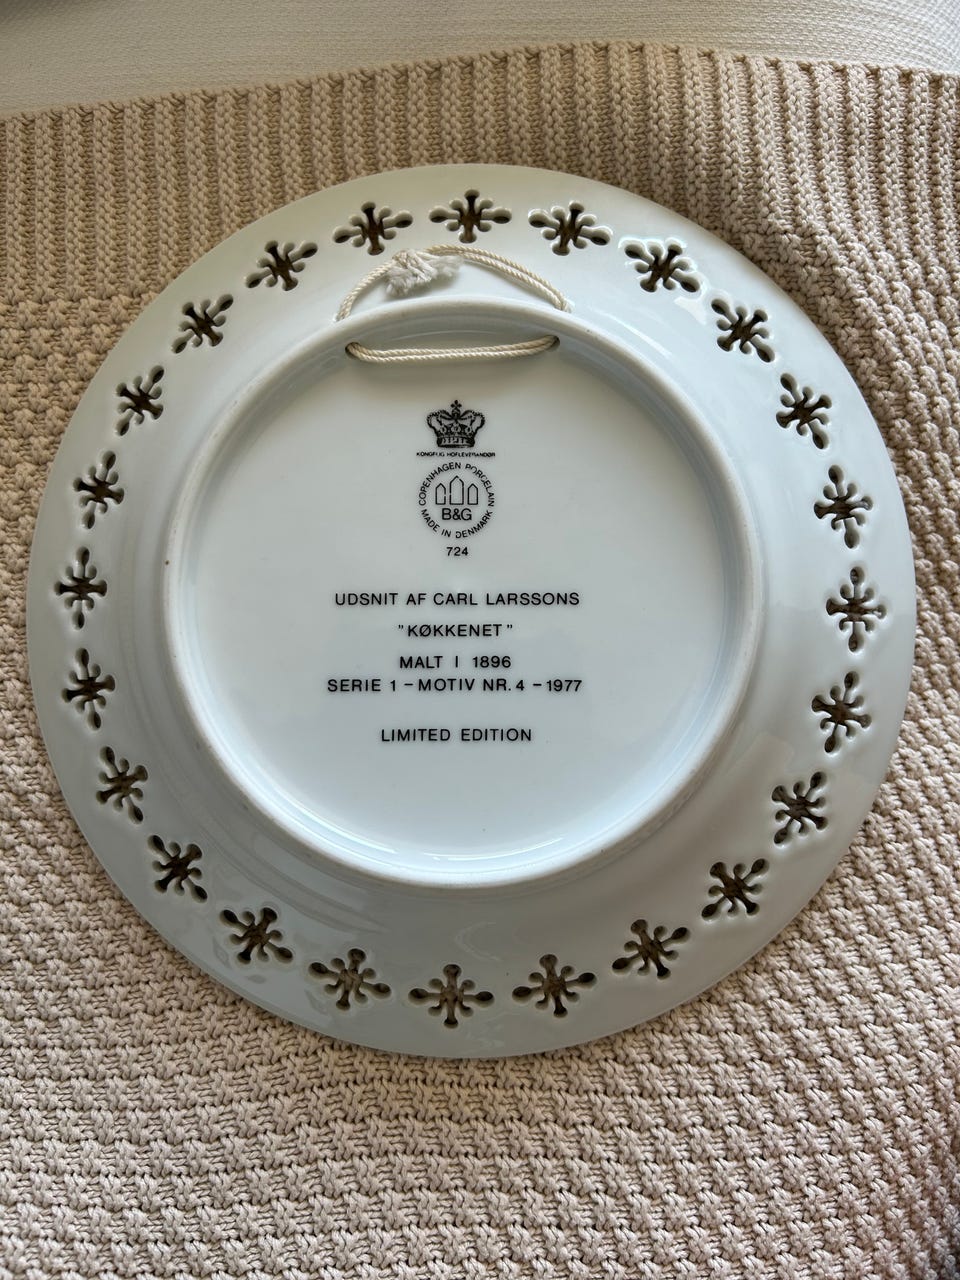 KONGELIG HOFLEVERANDØR
COPENHAGEN PORCELAIN
B&G
MADE IN DENMARK
724
UDSNIT AF CARL LARSSONS
"KØKKENET"
MALT I 1896
SERIE 1 – MOTIV NR. 4 – 1977
LIMITED EDITION